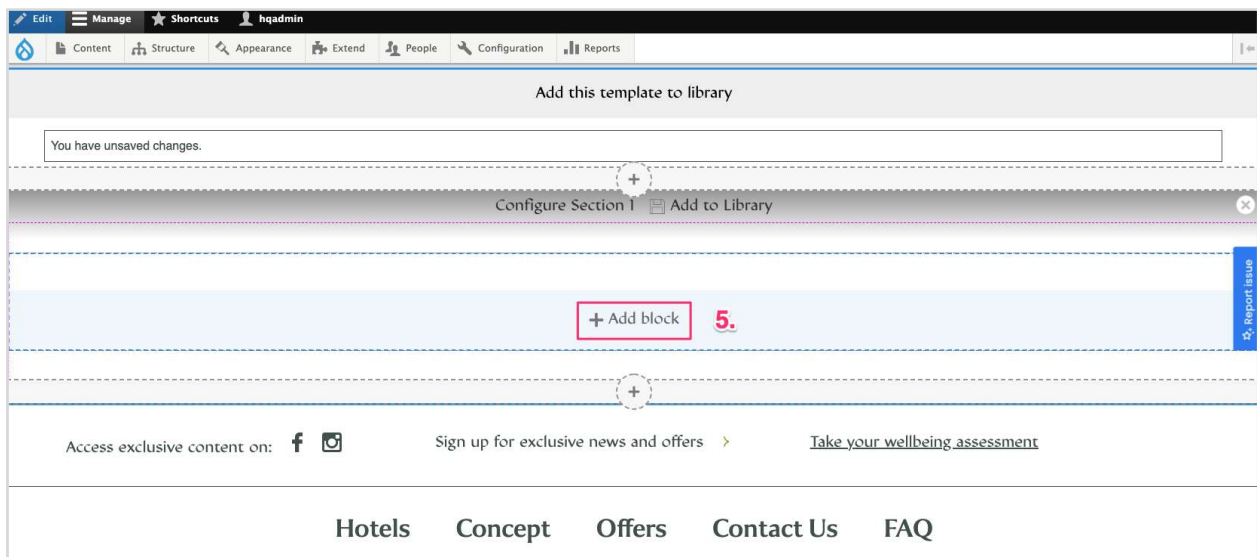 Edit Manage Shortcuts hqadmin
Content Structure Appearance Extend People Configuration Reports
Add this template to library
You have unsaved changes.
+
Configure Section 1 Add to Library
Report issue
+ Add block 5.
+
Access exclusive content on: Sign up for exclusive news and offers > Take your wellbeing assessment
Hotels Concept Offers Contact Us FAQ